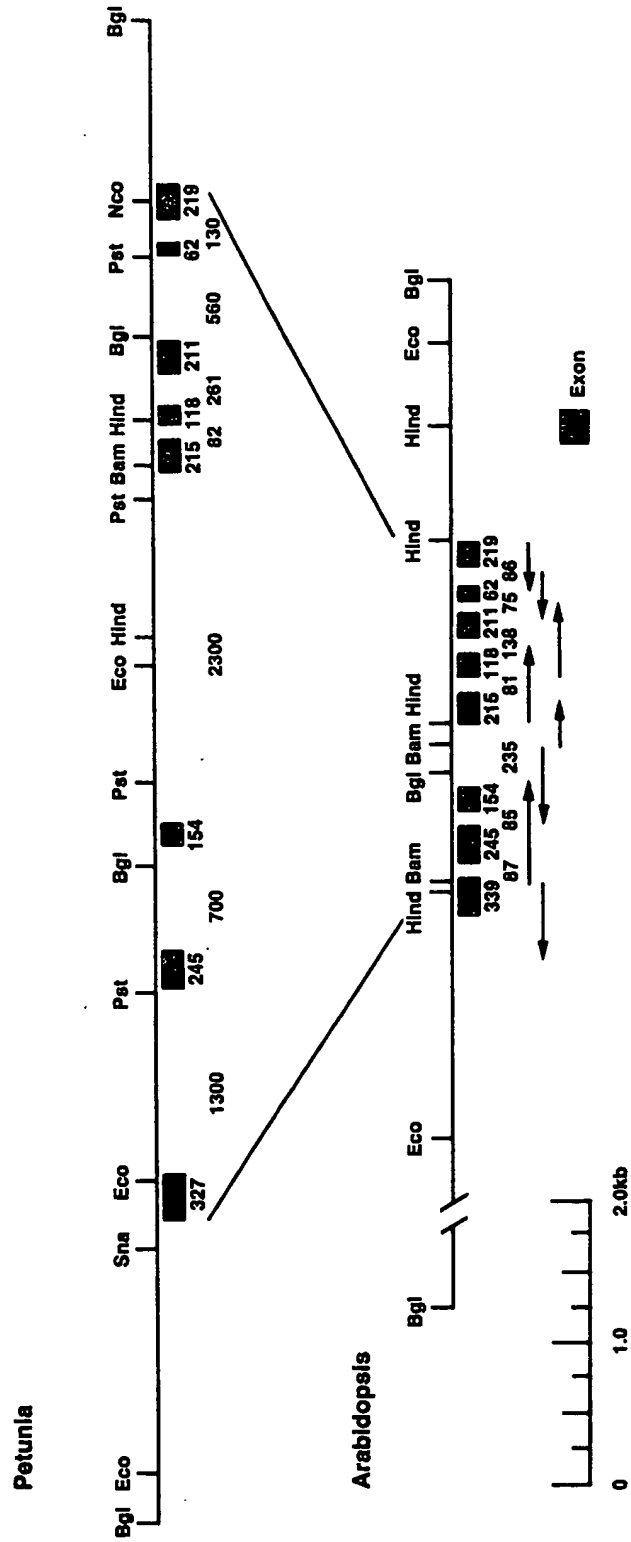 Petunia
Bgl Eco Sna Eco Pst Bgl Pst Eco Hind Pst Bam Hind Bgl Pst Nco Bgl
327 245 154 215 118 211 62 219
1300 700 2300 82 261 560 130
Arabidopsis
Bgl Eco Hind Bam Bgl Bam Hind Hind Hind Eco Bgl
339 245 154 215 118 211 62 219
87 85 235 81 138 75 86
Exon
0 1.0 2.0kb